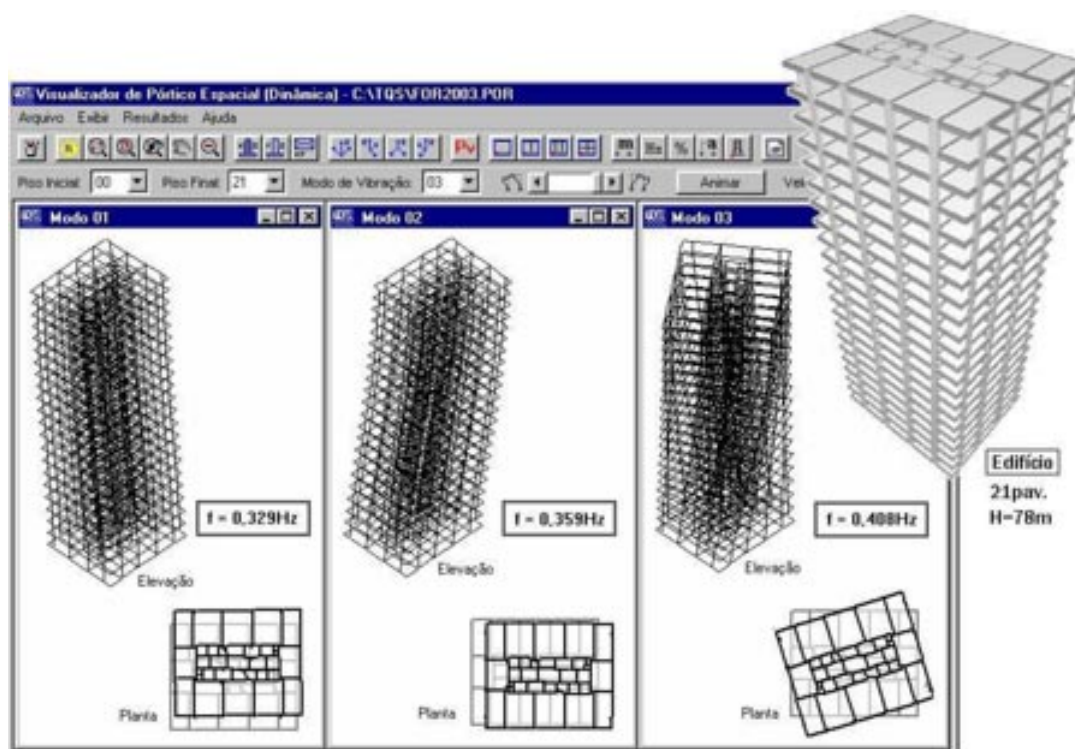 Visualizador de Pórtico Espacial (Dinâmica) - C:\TQS\FOR2003.POR
Arquivo Exibir Resultados Ajuda
Piso Inicial: 00 Piso Final: 21 Modo de Vibração: 03 Animar
Modo 01
Modo 02
Modo 03
f = 0,329Hz
f = 0,359Hz
f = 0,408Hz
Elevação
Elevação
Elevação
Planta
Planta
Planta
Edifício
21pav.
H=78m